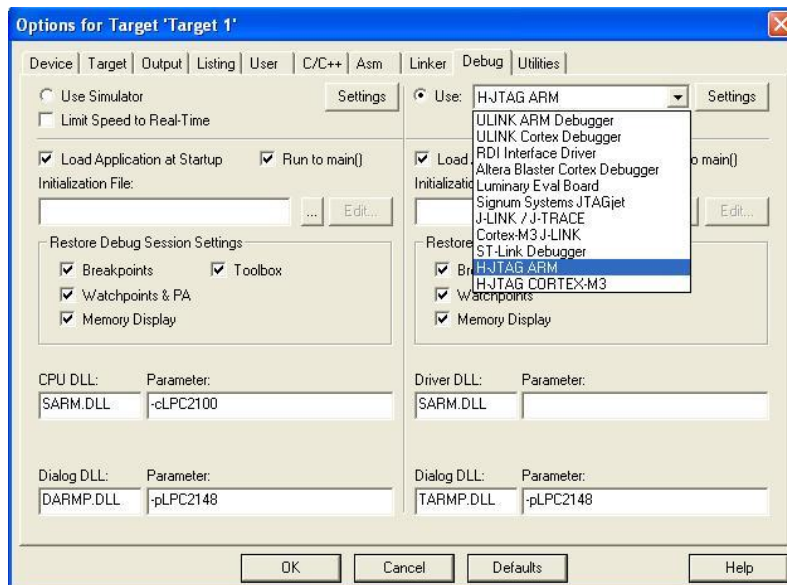 Options for Target 'Target 1'
Device | Target | Output | Listing | User | C/C++ | Asm | Linker | Debug | Utilities
Use Simulator
Settings
Limit Speed to Real-Time
Use: H-JTAG ARM
Settings
ULINK ARM Debugger
ULINK Cortex Debugger
RDI Interface Driver
Altera Blaster Cortex Debugger
Luminary Eval Board
Signum Systems JTAGjet
J-LINK / J-TRACE
Cortex-M3 J-LINK
ST-Link Debugger
H-JTAG ARM
H-JTAG CORTEX-M3
Load Application at Startup
Run to main()
Initialization File:
... Edit...
Restore Debug Session Settings
Breakpoints
Toolbox
Watchpoints & PA
Memory Display
Load
o main()
Initializatio
Edit...
Restore
Br
Watchpoints
Memory Display
CPU DLL: Parameter:
SARM.DLL -cLPC2100
Driver DLL: Parameter:
SARM.DLL
Dialog DLL: Parameter:
DARMP.DLL -pLPC2148
Dialog DLL: Parameter:
TARMP.DLL -pLPC2148
OK Cancel Defaults Help